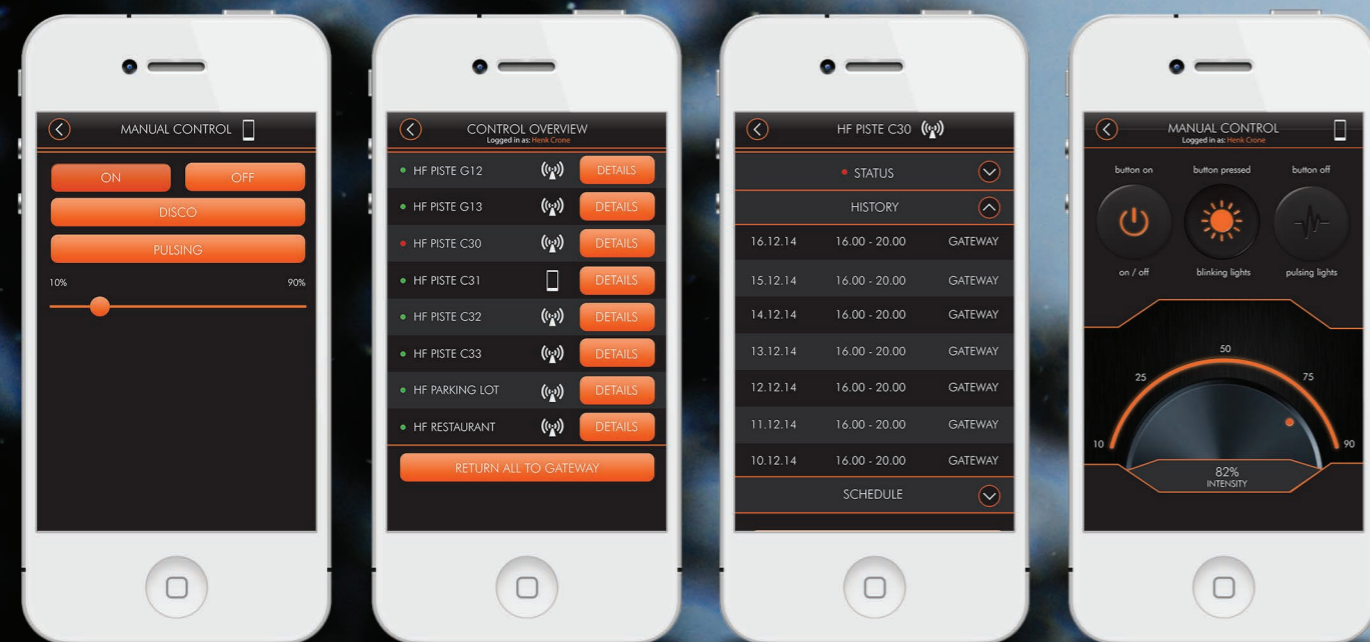 MANUAL CONTROL
ON OFF
DISCO
PULSING
10% 90%
CONTROL OVERVIEW
Logged in as: Henk Crone
HF PISTE G12 DETAILS
HF PISTE G13 DETAILS
HF PISTE C30 DETAILS
HF PISTE C31 DETAILS
HF PISTE C32 DETAILS
HF PISTE C33 DETAILS
HF PARKING LOT DETAILS
HF RESTAURANT DETAILS
RETURN ALL TO GATEWAY
HF PISTE C30
STATUS
HISTORY
16.12.14 16.00 - 20.00 GATEWAY
15.12.14 16.00 - 20.00 GATEWAY
14.12.14 16.00 - 20.00 GATEWAY
13.12.14 16.00 - 20.00 GATEWAY
12.12.14 16.00 - 20.00 GATEWAY
11.12.14 16.00 - 20.00 GATEWAY
10.12.14 16.00 - 20.00 GATEWAY
SCHEDULE
MANUAL CONTROL
Logged in as: Henk Crone
button on button pressed button off
on / off blinking lights pulsing lights
50
25 75
10 90
82%
INTENSITY